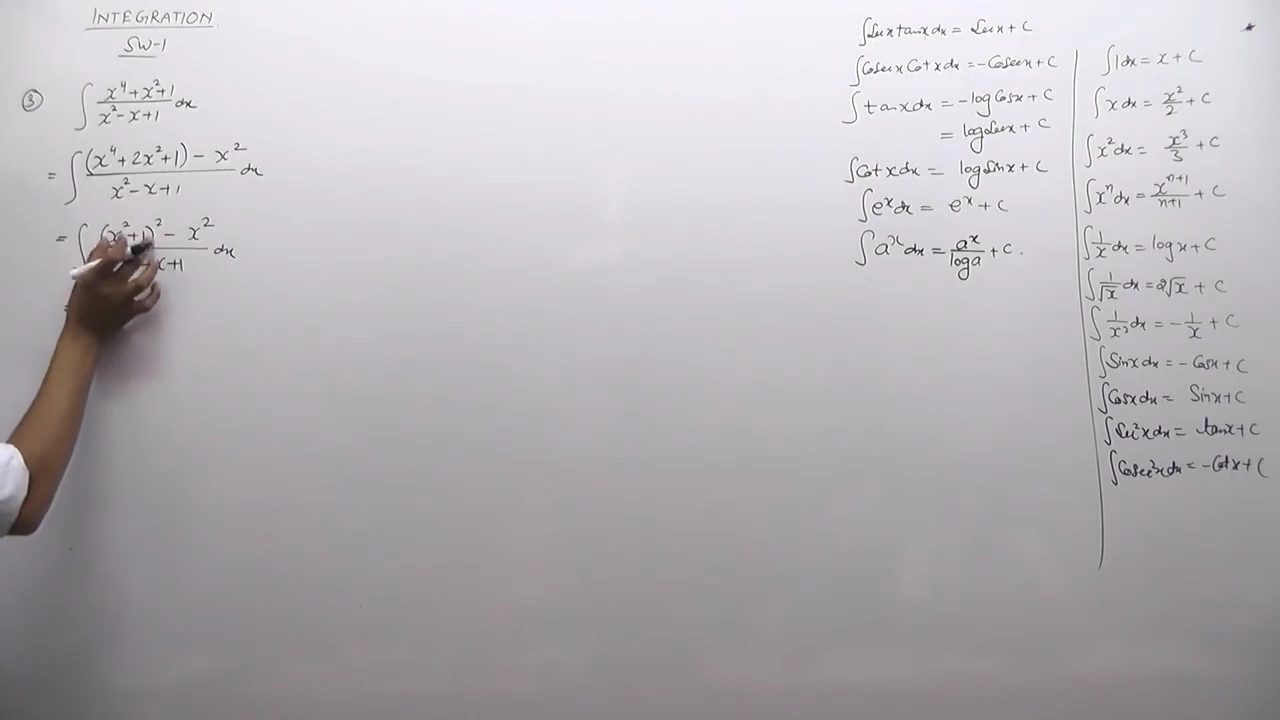 INTEGRATION
SW-1
③ ∫ (x⁴+x²+1)/(x²-x+1) dx
= ∫ ((x⁴+2x²+1) - x²)/(x²-x+1) dx
= ∫ ((x²+1)² - x²)/( x+1) dx
∫Secx tanx dx = Secx + C
∫Cosecx Cotx dx = -Cosecx + C
∫tanx dx = -log Cosx + C
= log Secx + C
∫Cotx dx = log Sinx + C
∫eˣ dx = eˣ + C
∫aˣ dx = aˣ/loga + C.
∫1dx = x + C
∫x dx = x²/2 + C
∫x² dx = x³/3 + C
∫xⁿ dx = xⁿ⁺¹/(n+1) + C
∫1/x dx = logx + C
∫1/√x dx = 2√x + C
∫1/x² dx = -1/x + C
∫Sinx dx = -Cosx + C
∫Cosx dx = Sinx + C
∫Sec²x dx = tanx + C
∫Cosec²x dx = -Cotx + C